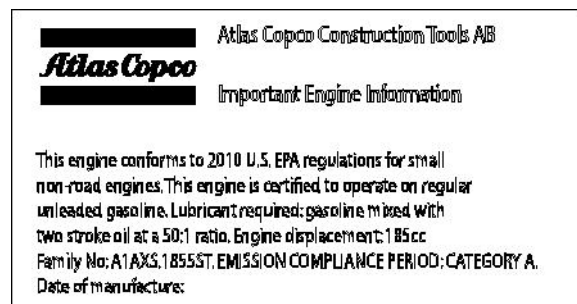 Atlas Copco Construction Tools AB
Atlas Copco
Important Engine Information
This engine conforms to 2010 U.S. EPA regulations for small
non-road engines. This engine is certified to operate on regular
unleaded gasoline. Lubricant required: gasoline mixed with
two stroke oil at a 50:1 ratio. Engine displacement: 185cc
Family No: A1AXS.1855ST. EMISSION COMPLIANCE PERIOD: CATEGORY A.
Date of manufacture: